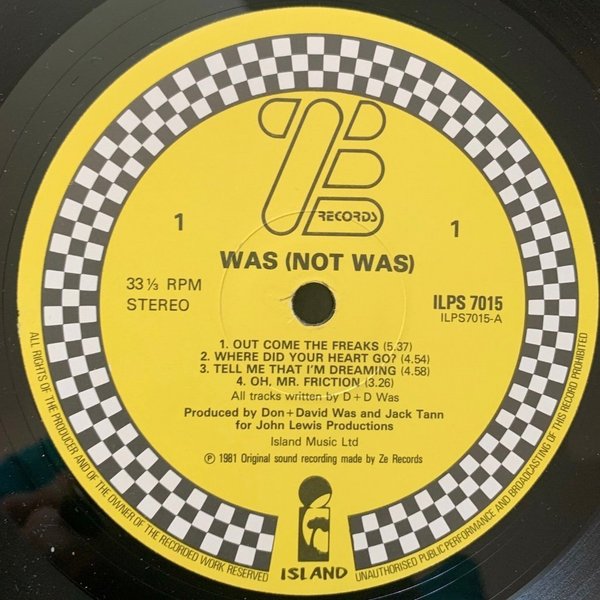 ZE
RECORDS
1
1
WAS (NOT WAS)
33⅓ RPM
STEREO
ILPS 7015
ILPS7015-A
1. OUT COME THE FREAKS (5.37)
2. WHERE DID YOUR HEART GO? (4.54)
3. TELL ME THAT I'M DREAMING (4.58)
4. OH, MR. FRICTION (3.26)
All tracks written by D+D Was
Produced by Don+David Was and Jack Tann
for John Lewis Productions
Island Music Ltd
℗ 1981 Original sound recording made by Ze Records
ALL RIGHTS OF THE PRODUCER AND OF THE OWNER OF THE RECORDED WORK RESERVED
ISLAND
UNAUTHORISED PUBLIC PERFORMANCE AND BROADCASTING OF THIS RECORD PROHIBITED